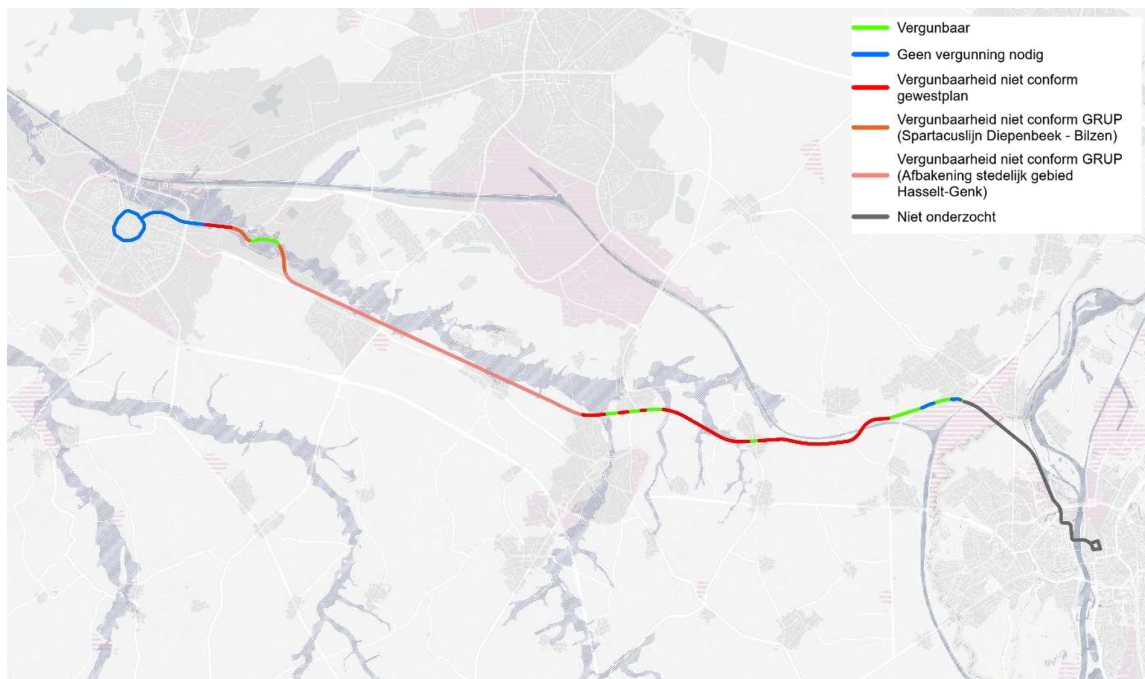 Vergunbaar
Geen vergunning nodig
Vergunbaarheid niet conform
gewestplan
Vergunbaarheid niet conform GRUP
(Spartacuslijn Diepenbeek - Bilzen)
Vergunbaarheid niet conform GRUP
(Afbakening stedelijk gebied
Hasselt-Genk)
Niet onderzocht